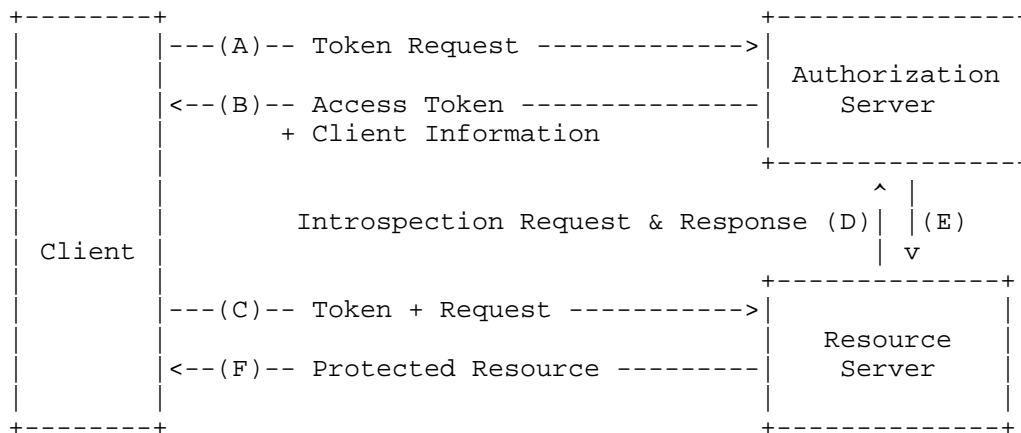 +--------+                                  +---------------
|        |---(A)-- Token Request ------------->|
|        |                                  | Authorization
|        |<--(B)-- Access Token ---------------|    Server
|        |        + Client Information      |
|        |                                  +---------------
|        |                                         ^ |
|        |        Introspection Request & Response (D)| |(E)
| Client |                                         | v
|        |                                  +--------------+
|        |---(C)-- Token + Request ----------->|              |
|        |                                  |   Resource   |
|        |<--(F)-- Protected Resource ---------|    Server    |
|        |                                  |              |
+--------+                                  +--------------+